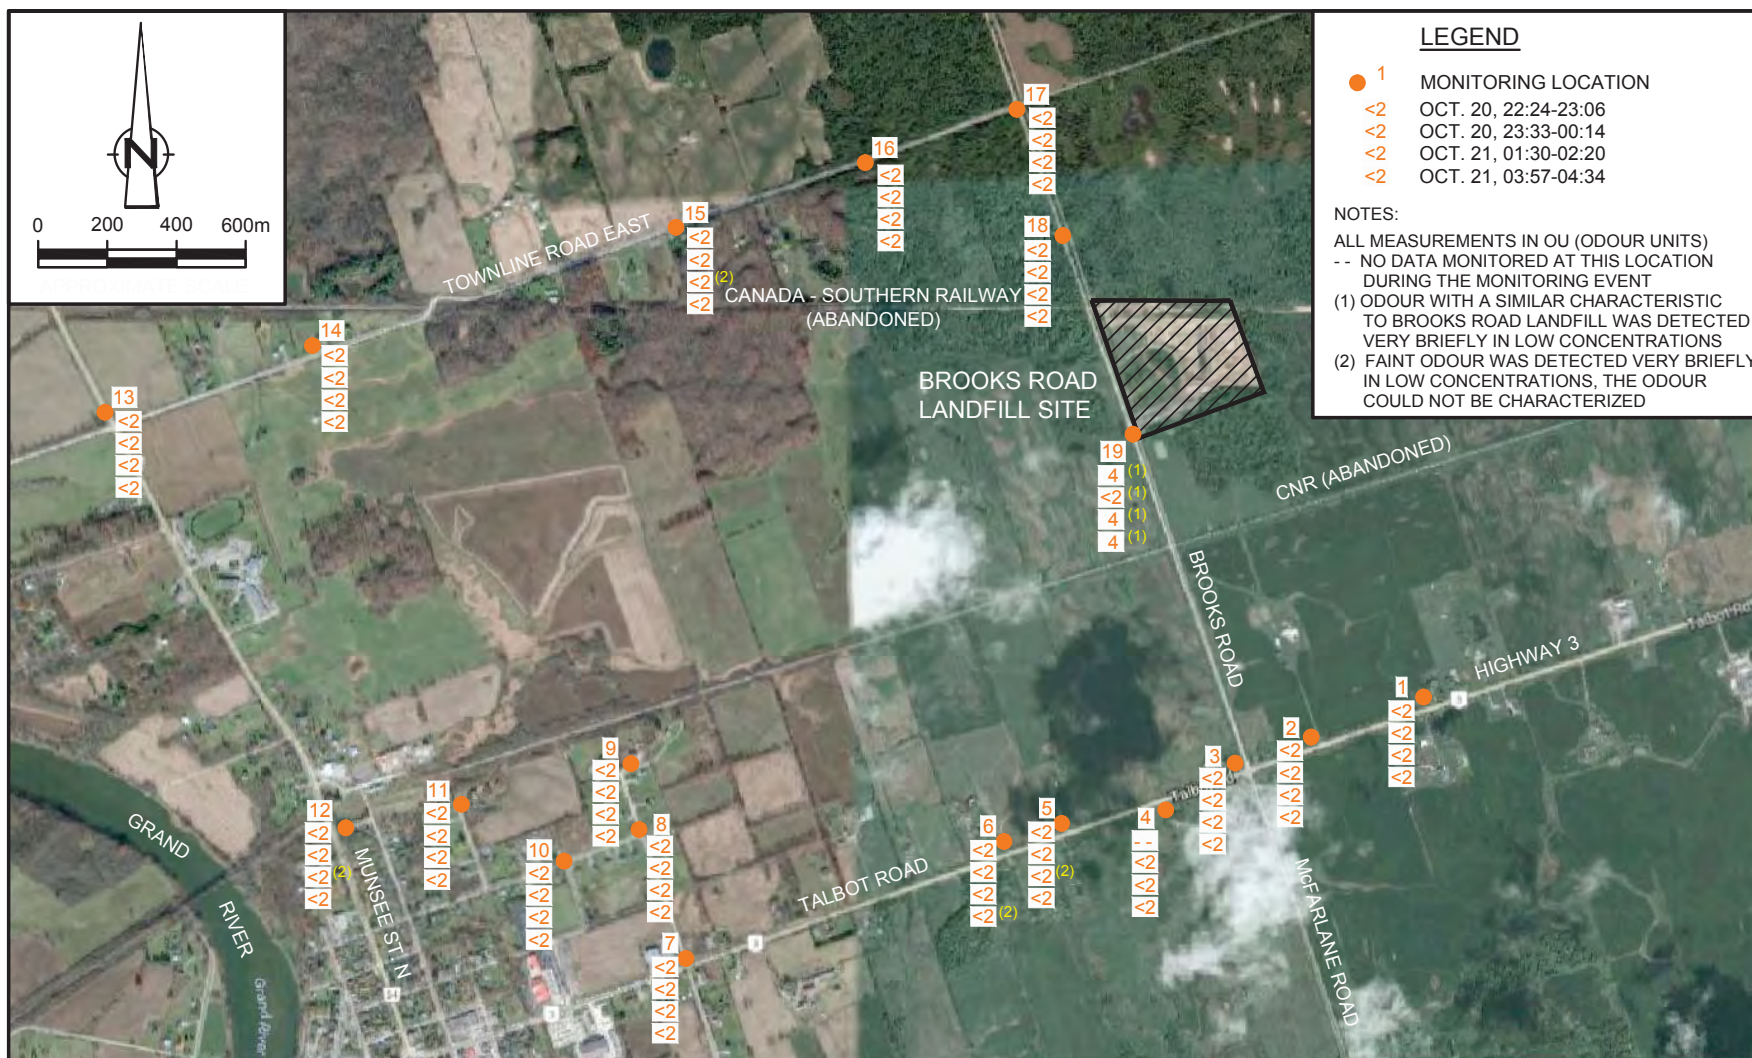 N
0 200 400 600m
LEGEND
1 MONITORING LOCATION
<2 OCT. 20, 22:24-23:06
<2 OCT. 20, 23:33-00:14
<2 OCT. 21, 01:30-02:20
<2 OCT. 21, 03:57-04:34
NOTES:
ALL MEASUREMENTS IN OU (ODOUR UNITS)
- - NO DATA MONITORED AT THIS LOCATION
DURING THE MONITORING EVENT
(1) ODOUR WITH A SIMILAR CHARACTERISTIC
TO BROOKS ROAD LANDFILL WAS DETECTED
VERY BRIEFLY IN LOW CONCENTRATIONS
(2) FAINT ODOUR WAS DETECTED VERY BRIEFLY
IN LOW CONCENTRATIONS, THE ODOUR
COULD NOT BE CHARACTERIZED
17
<2
<2
<2
<2
16
<2
<2
<2
<2
15
<2
<2
<2 (2)
<2
18
<2
<2
<2
<2
TOWNLINE ROAD EAST
CANADA - SOUTHERN RAILWAY
(ABANDONED)
14
<2
<2
<2
<2
13
<2
<2
<2
<2
BROOKS ROAD
LANDFILL SITE
19
4 (1)
<2 (1)
4 (1)
4 (1)
CNR (ABANDONED)
BROOKS ROAD
HIGHWAY 3
Talbot Rd
1
<2
<2
<2
<2
3
2
<2
<2
<2
<2
3
<2
<2
<2
<2
4
- -
<2
<2
<2
5
<2
<2
<2 (2)
<2
6
<2
<2
<2
<2 (2)
9
<2
<2
<2
<2
8
<2
<2
<2
<2
10
<2
<2
<2
<2
11
<2
<2
<2
<2
12
<2
<2
<2 (2)
<2
7
<2
<2
<2
<2
3
3
TALBOT ROAD
McFARLANE ROAD
MUNSEE ST. N
GRAND
RIVER
Grand River